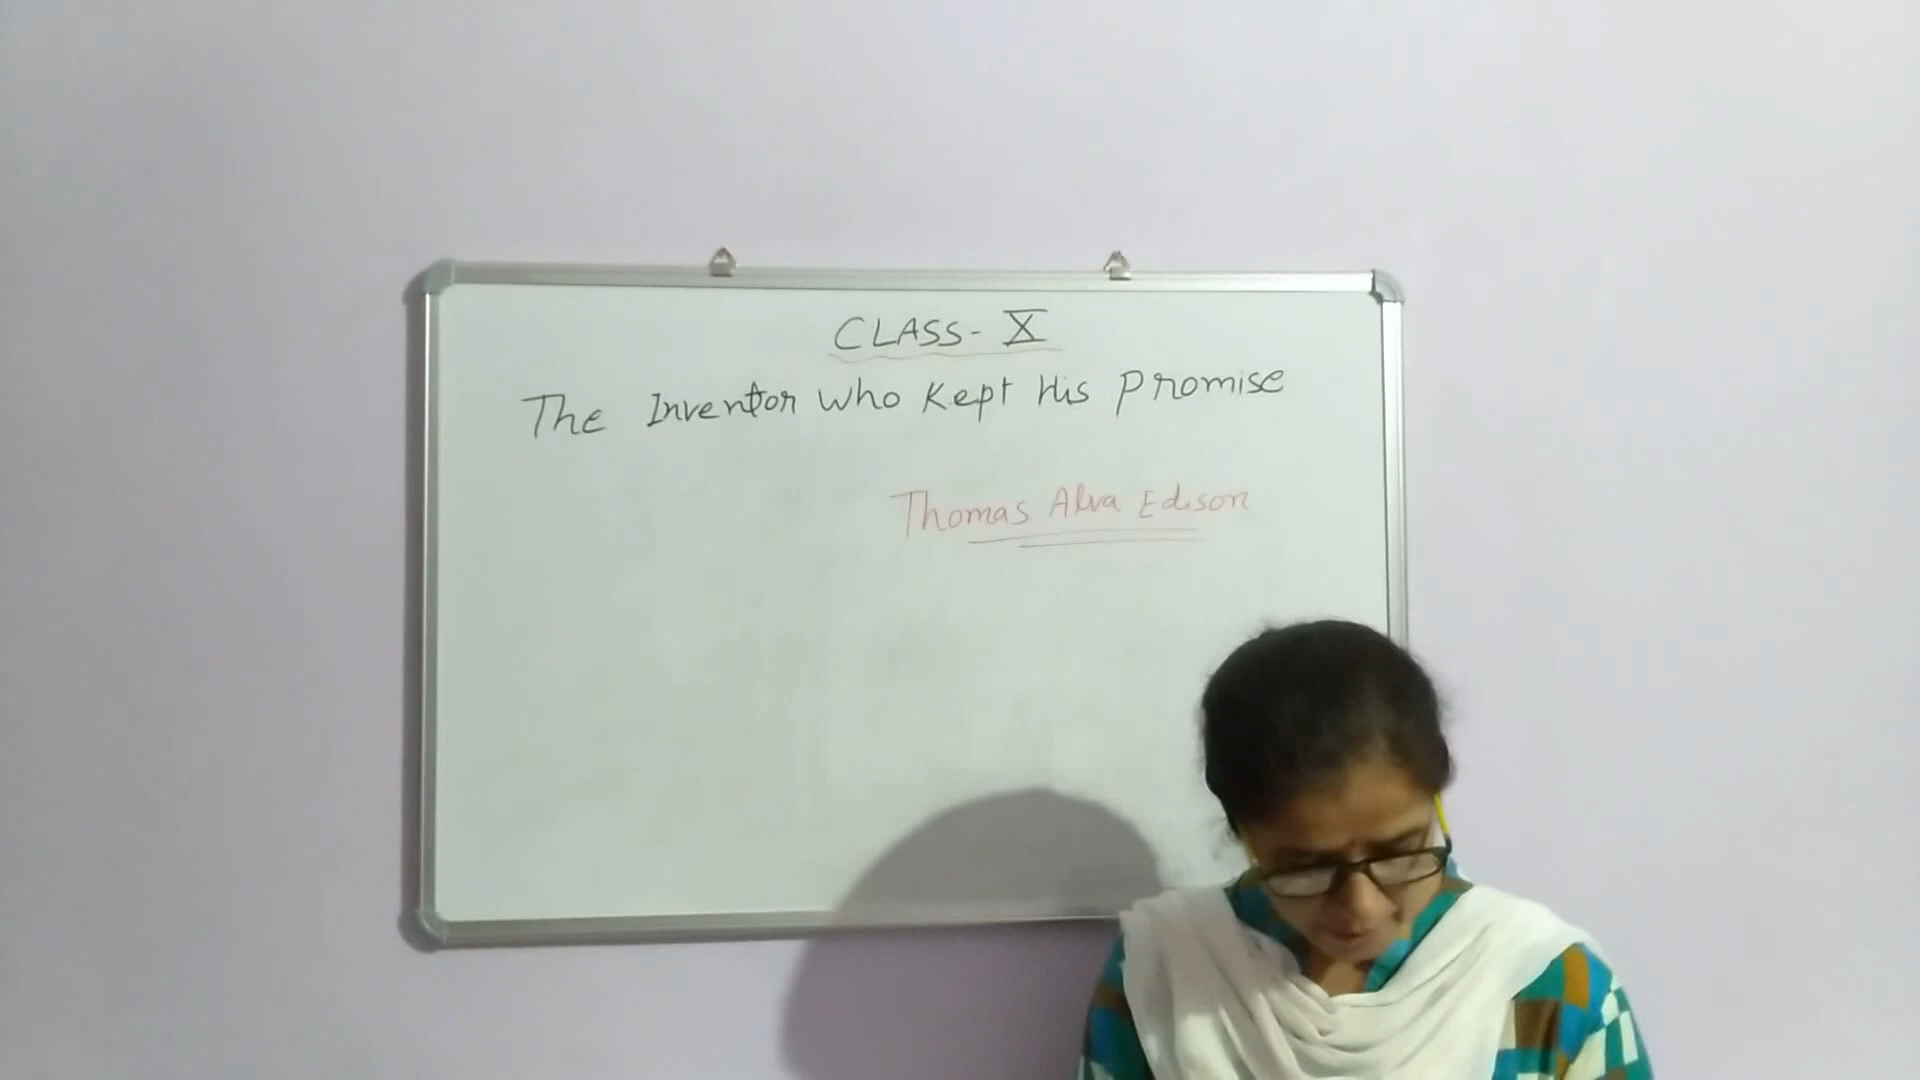 CLASS - X
The Inventor who Kept His Promise
Thomas Alva Edison